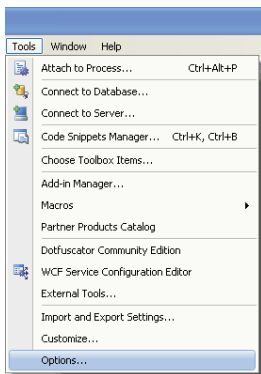 Tools Window Help
Attach to Process... Ctrl+Alt+P
Connect to Database...
Connect to Server...
Code Snippets Manager... Ctrl+K, Ctrl+B
Choose Toolbox Items...
Add-in Manager...
Macros
Partner Products Catalog
Dotfuscator Community Edition
WCF Service Configuration Editor
External Tools...
Import and Export Settings...
Customize...
Options...